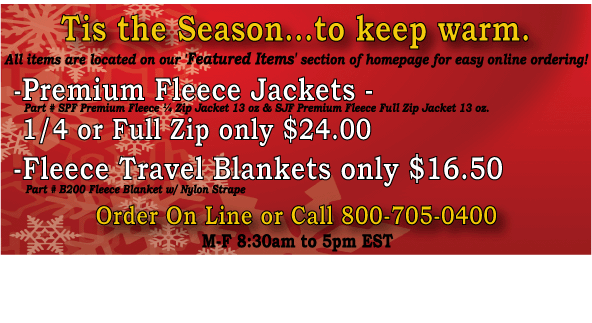 Tis the Season...to keep warm.
All items are located on our 'Featured Items' section of homepage for easy online ordering!
-Premium Fleece Jackets -
Part # SPF Premium Fleece ¼ Zip Jacket 13 oz & SJF Premium Fleece Full Zip Jacket 13 oz.
1/4 or Full Zip only $24.00
-Fleece Travel Blankets only $16.50
Part # B200 Fleece Blanket w/ Nylon Strape
Order On Line or Call 800-705-0400
M-F 8:30am to 5pm EST